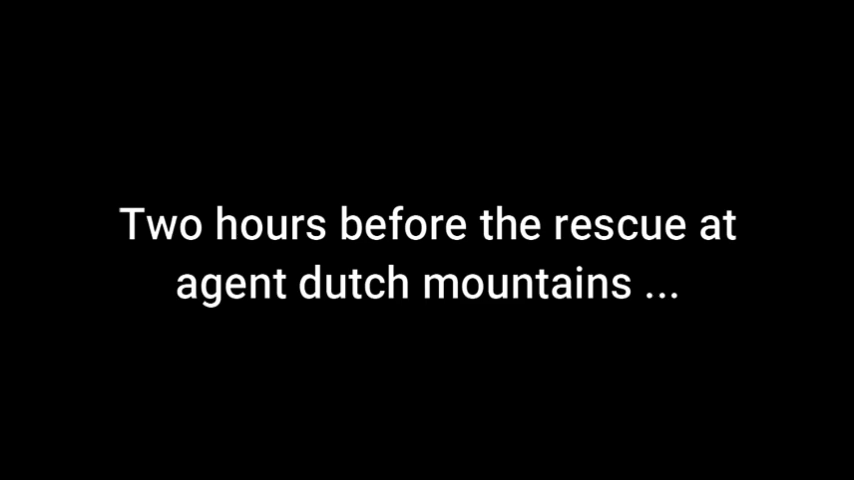 Two hours before the rescue at
agent dutch mountains ...